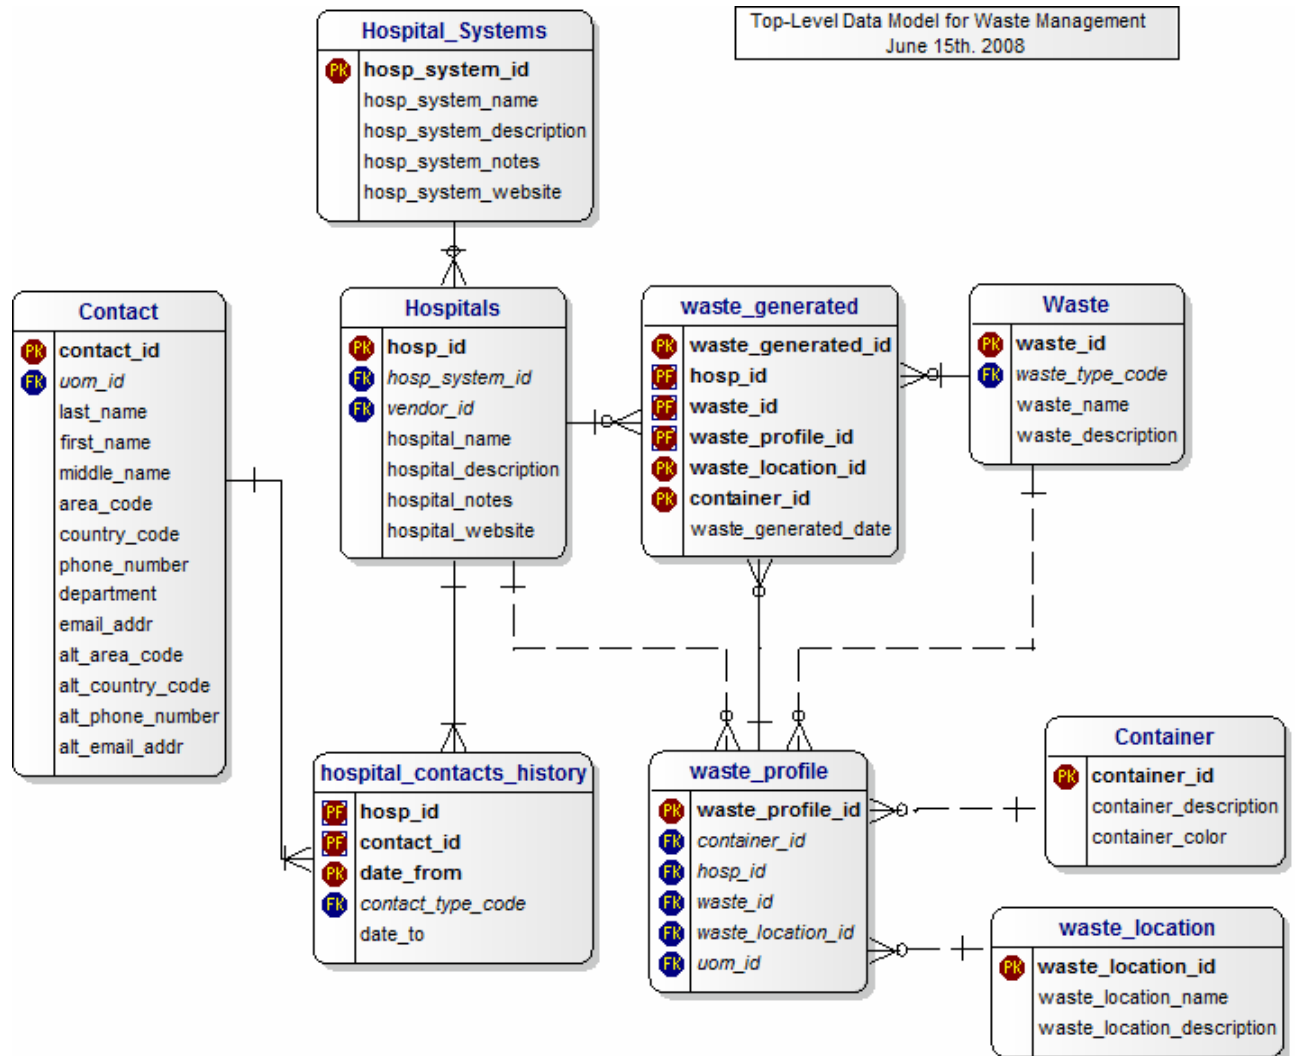 Top-Level Data Model for Waste Management
June 15th. 2008
Hospital_Systems
PK hosp_system_id
hosp_system_name
hosp_system_description
hosp_system_notes
hosp_system_website
Contact
PK contact_id
FK uom_id
last_name
first_name
middle_name
area_code
country_code
phone_number
department
email_addr
alt_area_code
alt_country_code
alt_phone_number
alt_email_addr
Hospitals
PK hosp_id
FK hosp_system_id
FK vendor_id
hospital_name
hospital_description
hospital_notes
hospital_website
waste_generated
PK waste_generated_id
PF hosp_id
PF waste_id
PF waste_profile_id
PK waste_location_id
PK container_id
waste_generated_date
Waste
PK waste_id
FK waste_type_code
waste_name
waste_description
hospital_contacts_history
PF hosp_id
PF contact_id
PK date_from
FK contact_type_code
date_to
waste_profile
PK waste_profile_id
FK container_id
FK hosp_id
FK waste_id
FK waste_location_id
FK uom_id
Container
PK container_id
container_description
container_color
waste_location
PK waste_location_id
waste_location_name
waste_location_description